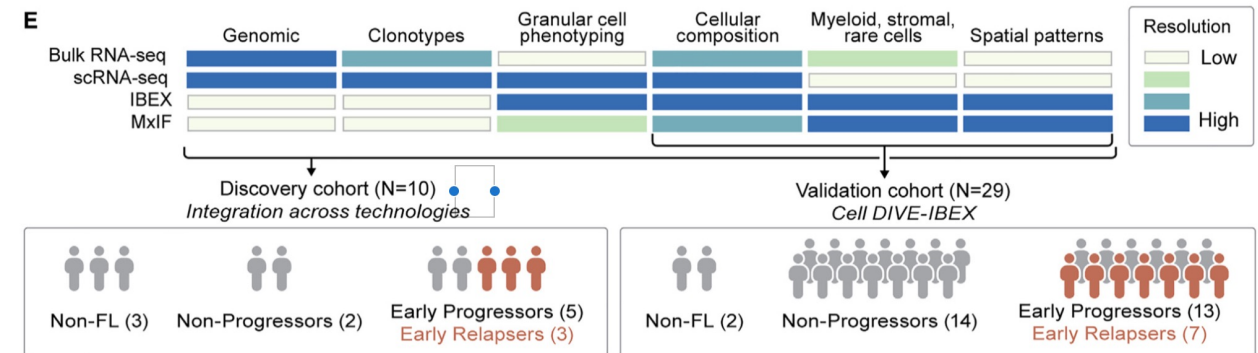 E
Genomic
Clonotypes
Granular cell
phenotyping
Cellular
composition
Myeloid, stromal,
rare cells
Spatial patterns
Resolution
Low
High
Bulk RNA-seq
scRNA-seq
IBEX
MxIF
Discovery cohort (N=10)
Integration across technologies
Validation cohort (N=29)
Cell DIVE-IBEX
Non-FL (3)
Non-Progressors (2)
Early Progressors (5)
Early Relapsers (3)
Non-FL (2)
Non-Progressors (14)
Early Progressors (13)
Early Relapsers (7)